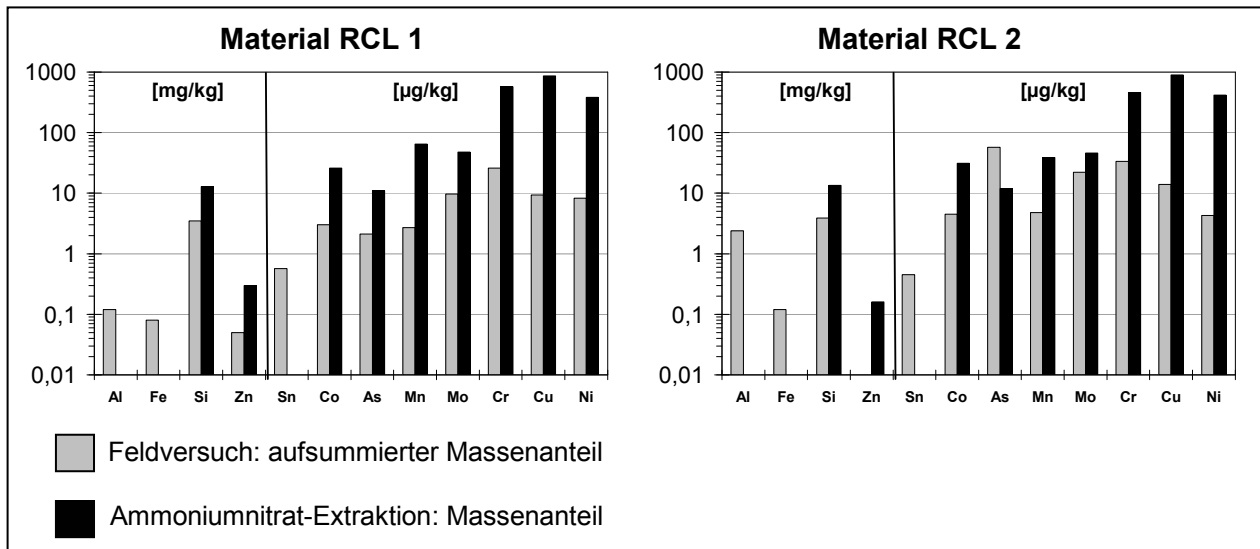 Material RCL 1
[mg/kg] [µg/kg]
1000
100
10
1
0,1
0,01
Al Fe Si Zn Sn Co As Mn Mo Cr Cu Ni
Material RCL 2
[mg/kg] [µg/kg]
1000
100
10
1
0,1
0,01
Al Fe Si Zn Sn Co As Mn Mo Cr Cu Ni
Feldversuch: aufsummierter Massenanteil
Ammoniumnitrat-Extraktion: Massenanteil